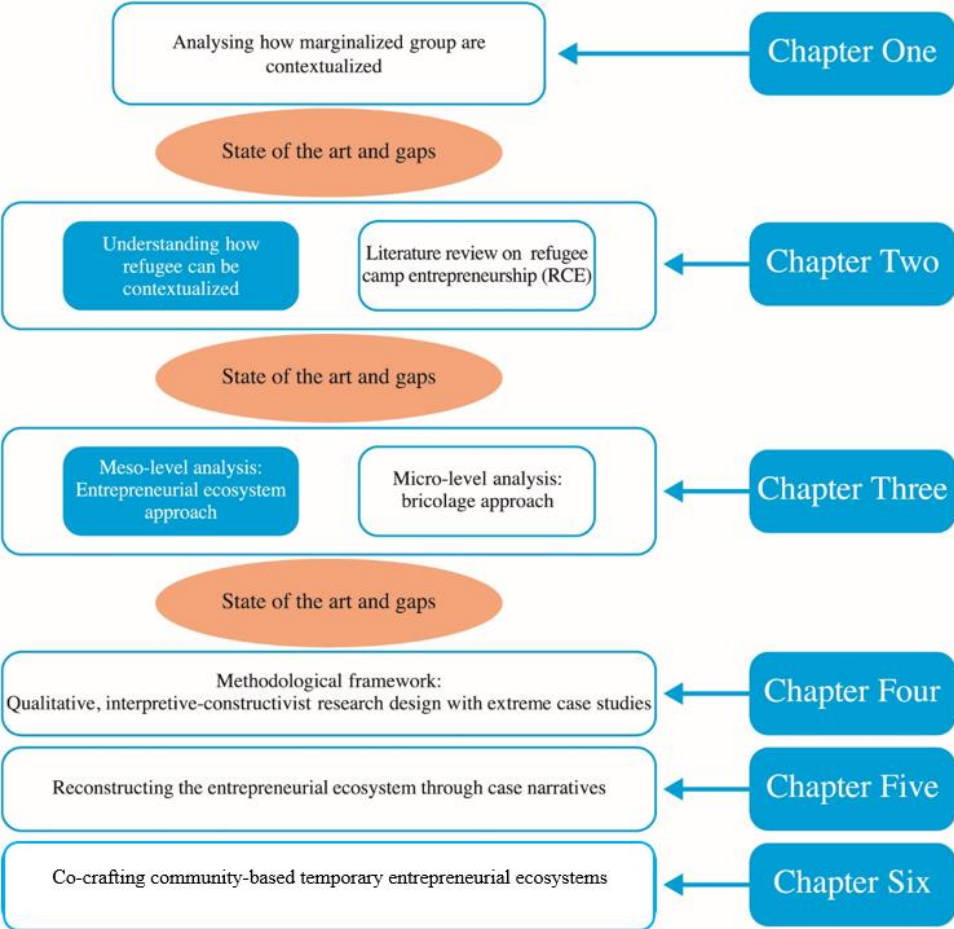 Analysing how marginalized group are
contextualized
Chapter One
State of the art and gaps
Understanding how
refugee can be
contextualized
Literature review on refugee
camp entrepreneurship (RCE)
Chapter Two
State of the art and gaps
Meso-level analysis:
Entrepreneurial ecosystem
approach
Micro-level analysis:
bricolage approach
Chapter Three
State of the art and gaps
Methodological framework:
Qualitative, interpretive-constructivist research design with extreme case studies
Chapter Four
Reconstructing the entrepreneurial ecosystem through case narratives
Chapter Five
Co-crafting community-based temporary entrepreneurial ecosystems
Chapter Six